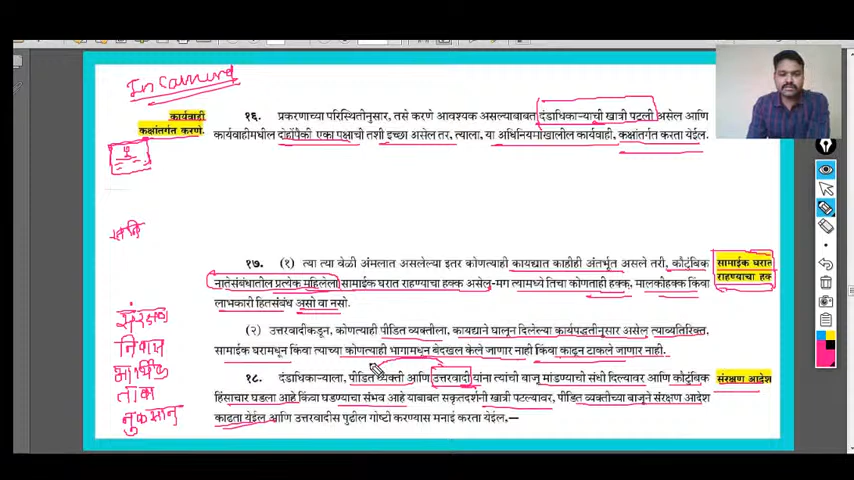 In Camera
कार्यवाही
कक्षांतर्गत करणे.
१६. प्रकरणाच्या परिस्थितीनुसार, तसे करणे आवश्यक असल्याबाबत दंडाधिकाऱ्याची खात्री पटली असेल आणि
कार्यवाहीमधील दोहोंपैकी एका पक्षाची तशी इच्छा असेल तर, त्याला, या अधिनियमाखालील कार्यवाही, कक्षांतर्गत करता येईल.
१७. (१) त्या त्या वेळी अंमलात असलेल्या इतर कोणत्याही कायद्यात काहीही अंतर्भूत असले तरी, कौटुंबिक
नातेसंबंधातील प्रत्येक महिलेला सामाईक घरात राहण्याचा हक्क असेल-मग त्यामध्ये तिचा कोणताही हक्क, मालकीहक्क किंवा
लाभकारी हितसंबंध असो वा नसो.
सामाईक घरात
राहण्याचा हक्क
(२) उत्तरवादीकडून, कोणत्याही पीडित व्यक्तीला, कायद्याने घालून दिलेल्या कार्यपद्धतीनुसार असेल त्याव्यतिरिक्त,
सामाईक घरामधून किंवा त्याच्या कोणत्याही भागामधन बेदखल केले जाणार नाही किंवा काढून टाकले जाणार नाही.
१८. दंडाधिकाऱ्याला, पीडित व्यक्ती आणि उत्तरवादी यांना त्यांची बाजू मांडण्याची संधी दिल्यावर आणि कौटुंबिक
हिंसाचार घडला आहे किंवा घडण्याचा संभव आहे याबाबत सकृतदर्शनी खात्री पटल्यावर, पीडित व्यक्तीच्या बाजूने संरक्षण आदेश
काढता येईल आणि उत्तरवादीस पुढील गोष्टी करण्यास मनाई करता येईल,—
संरक्षण आदेश
संरक्षण
निवास
आर्थिक
ताबा
नुकसान